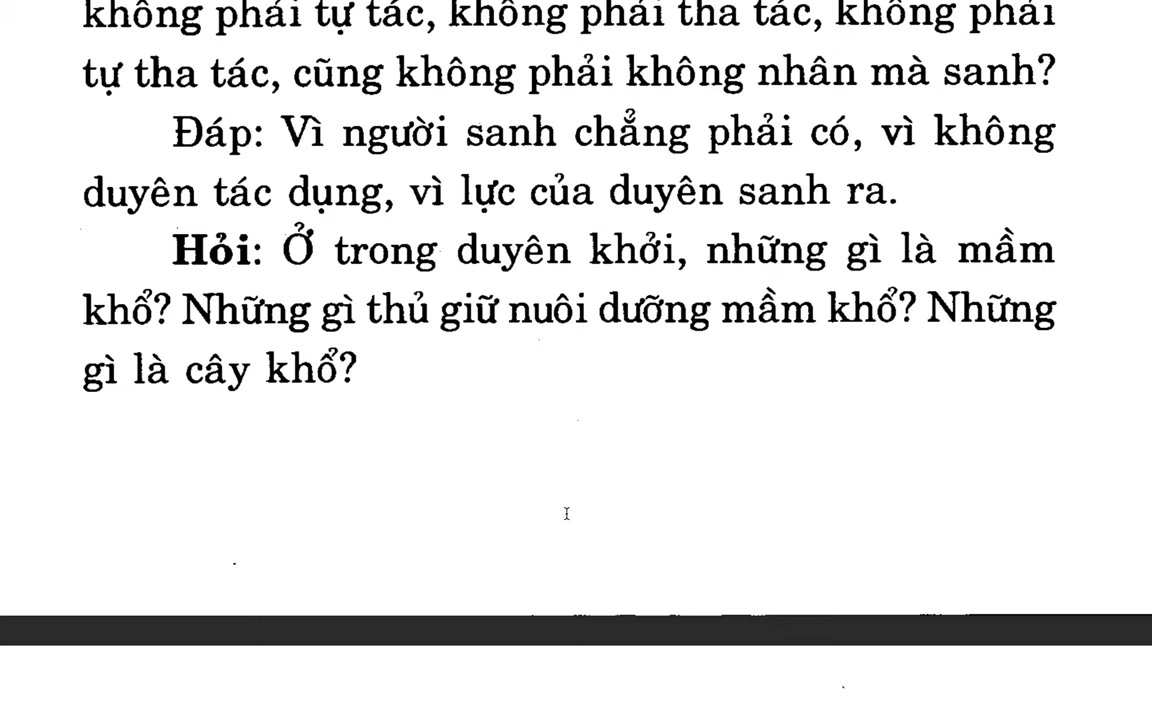 không phải tự tác, không phải tha tác, không phải
tự tha tác, cũng không phải không nhân mà sanh?
Đáp: Vì người sanh chẳng phải có, vì không
duyên tác dụng, vì lực của duyên sanh ra.
Hỏi: Ở trong duyên khởi, những gì là mầm
khổ? Những gì thủ giữ nuôi dưỡng mầm khổ? Những
gì là cây khổ?